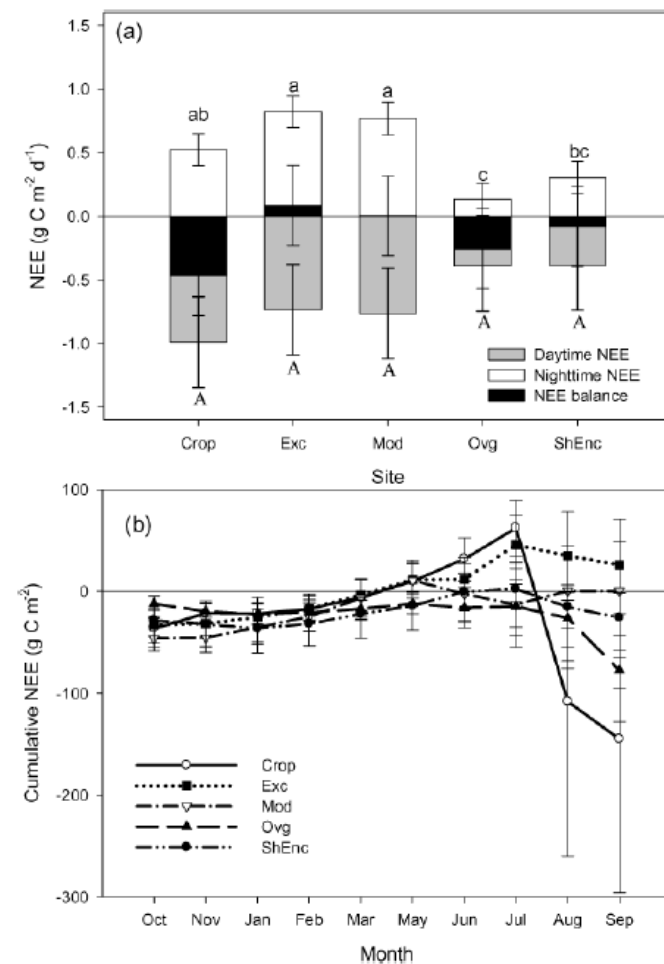 (a)
1.5
1.0
0.5
0.0
-0.5
-1.0
-1.5
NEE (g C m⁻² d⁻¹)
ab
a
a
c
bc
A
A
A
A
A
Daytime NEE
Nighttime NEE
NEE balance
Crop Exc Mod Ovg ShEnc
Site
(b)
100
0
-100
-200
-300
Cumulative NEE (g C m⁻²)
Crop
Exc
Mod
Ovg
ShEnc
Oct Nov Jan Feb Mar May Jun Jul Aug Sep
Month